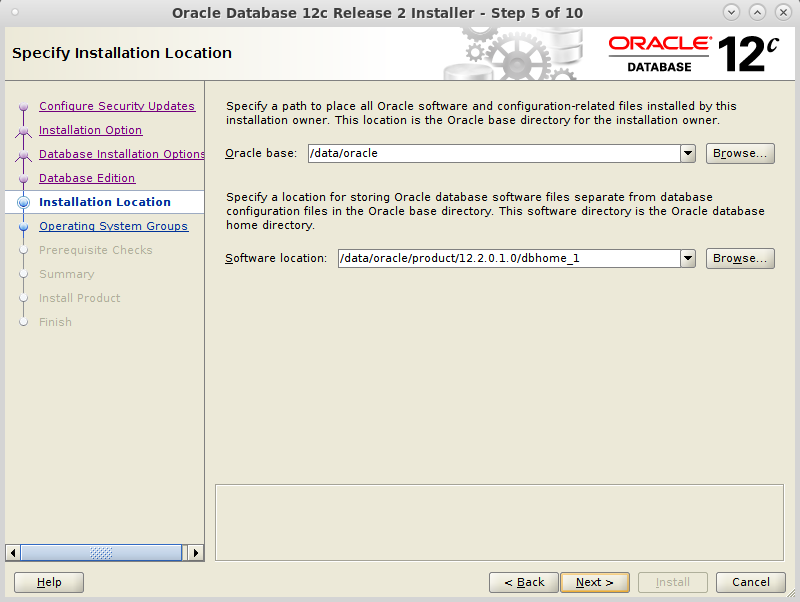 Oracle Database 12c Release 2 Installer - Step 5 of 10
Specify Installation Location
ORACLE®
DATABASE
12c
Configure Security Updates
Installation Option
Database Installation Options
Database Edition
Installation Location
Operating System Groups
Prerequisite Checks
Summary
Install Product
Finish
Specify a path to place all Oracle software and configuration-related files installed by this
installation owner. This location is the Oracle base directory for the installation owner.
Oracle base: /data/oracle Browse...
Specify a location for storing Oracle database software files separate from database
configuration files in the Oracle base directory. This software directory is the Oracle database
home directory.
Software location: /data/oracle/product/12.2.0.1.0/dbhome_1 Browse...
Help < Back Next > Install Cancel